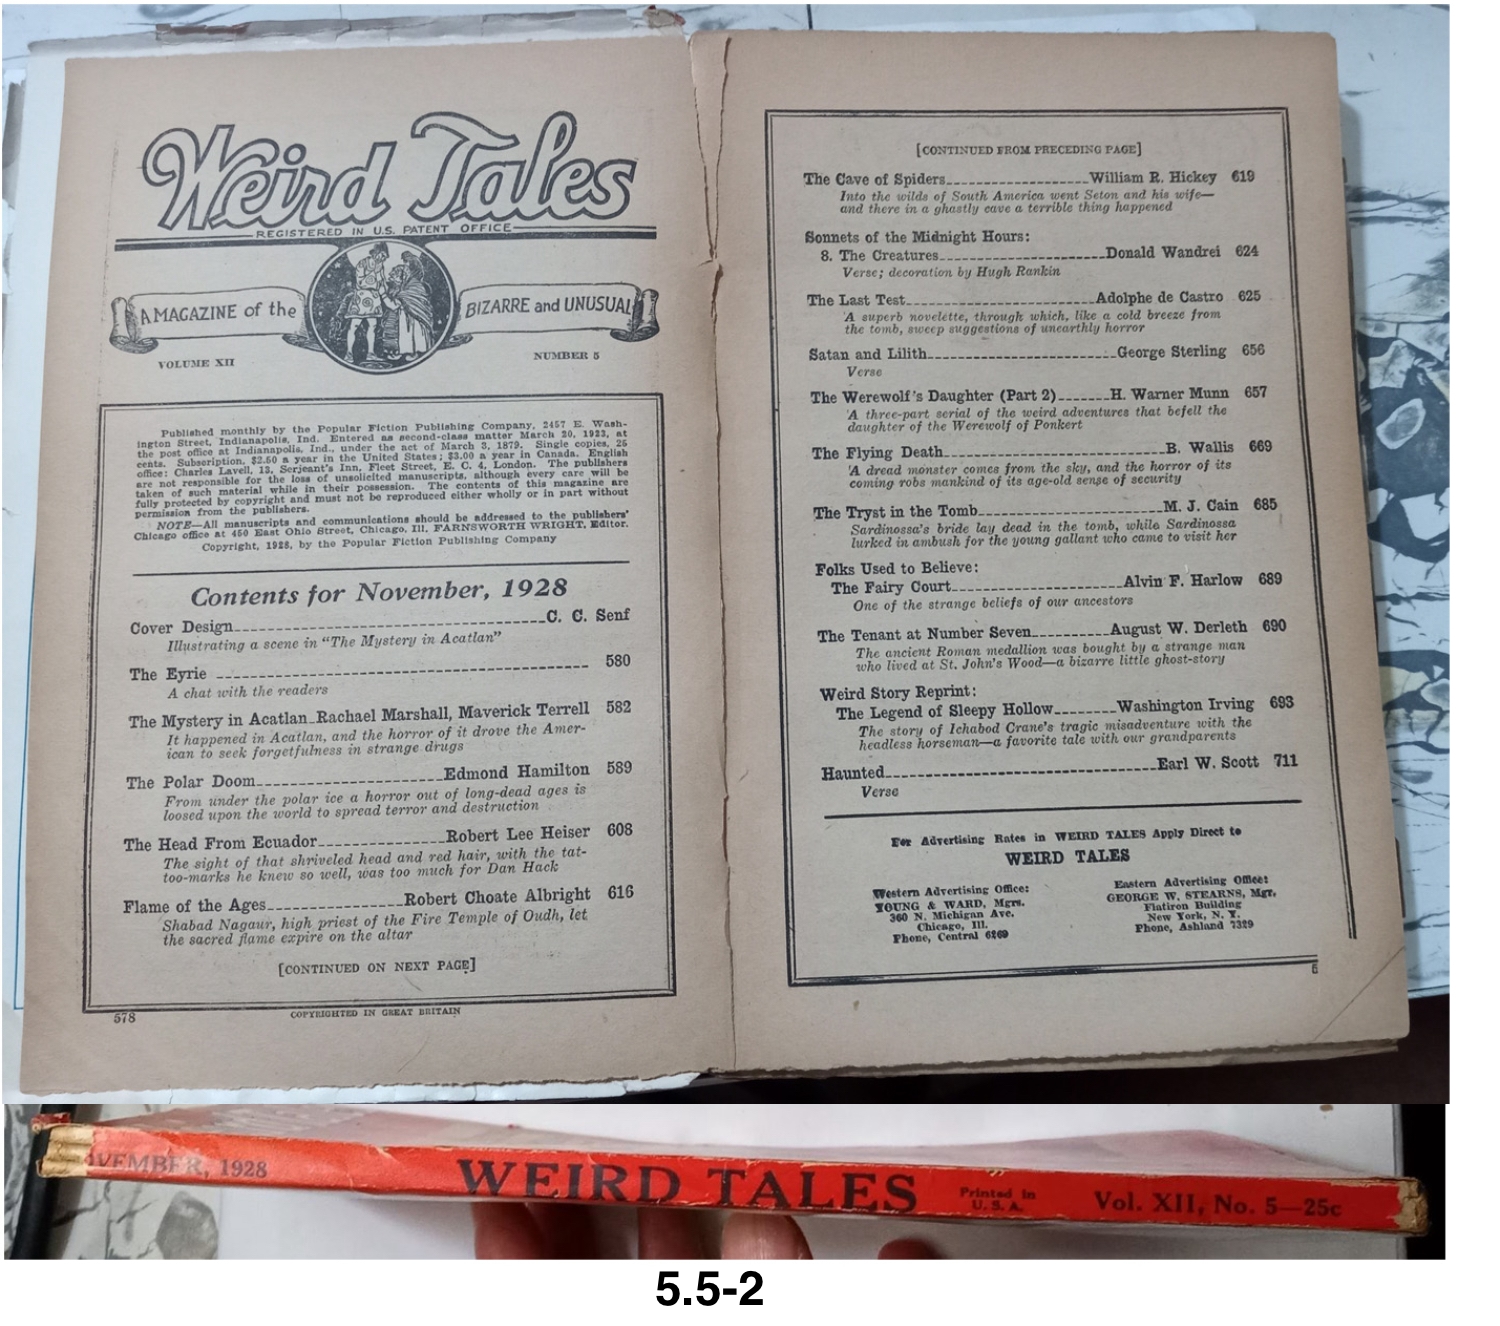 Weird Tales
REGISTERED IN U.S. PATENT OFFICE
A MAGAZINE of the BIZARRE and UNUSUAL
VOLUME XII NUMBER 5
Published monthly by the Popular Fiction Publishing Company, 2457 E. Wash-
ington Street, Indianapolis, Ind. Entered as second-class matter March 20, 1923, at
the post office at Indianapolis, Ind., under the act of March 3, 1879. Single copies, 25
cents. Subscription, $2.50 a year in the United States; $3.00 a year in Canada. English
office: Charles Lavell, 13, Serjeant's Inn, Fleet Street, E. C. 4, London. The publishers
are not responsible for the loss of unsolicited manuscripts, although every care will be
taken of such material while in their possession. The contents of this magazine are
fully protected by copyright and must not be reproduced either wholly or in part without
permission from the publishers.
NOTE—All manuscripts and communications should be addressed to the publishers'
Chicago office at 450 East Ohio Street, Chicago, Ill. FARNSWORTH WRIGHT, Editor.
Copyright, 1928, by the Popular Fiction Publishing Company
Contents for November, 1928
Cover Design C. C. Senf
Illustrating a scene in "The Mystery in Acatlan"
The Eyrie 580
A chat with the readers
The Mystery in Acatlan Rachael Marshall, Maverick Terrell 582
It happened in Acatlan, and the horror of it drove the Amer-
ican to seek forgetfulness in strange drugs
The Polar Doom Edmond Hamilton 589
From under the polar ice a horror out of long-dead ages is
loosed upon the world to spread terror and destruction
The Head From Ecuador Robert Lee Heiser 608
The sight of that shriveled head and red hair, with the tat-
too-marks he knew so well, was too much for Dan Hack
Flame of the Ages Robert Choate Albright 616
Shabad Nagaur, high priest of the Fire Temple of Oudh, let
the sacred flame expire on the altar
[CONTINUED ON NEXT PAGE]
578 COPYRIGHTED IN GREAT BRITAIN
[CONTINUED FROM PRECEDING PAGE]
The Cave of Spiders William R. Hickey 619
Into the wilds of South America went Seton and his wife—
and there in a ghastly cave a terrible thing happened
Sonnets of the Midnight Hours:
8. The Creatures Donald Wandrei 624
Verse; decoration by Hugh Rankin
The Last Test Adolphe de Castro 625
A superb novelette, through which, like a cold breeze from
the tomb, sweep suggestions of unearthly horror
Satan and Lilith George Sterling 656
Verse
The Werewolf's Daughter (Part 2) H. Warner Munn 657
A three-part serial of the weird adventures that befell the
daughter of the Werewolf of Ponkert
The Flying Death B. Wallis 669
A dread monster comes from the sky, and the horror of its
coming robs mankind of its age-old sense of security
The Tryst in the Tomb M. J. Cain 685
Sardinossa's bride lay dead in the tomb, while Sardinossa
lurked in ambush for the young gallant who came to visit her
Folks Used to Believe:
The Fairy Court Alvin F. Harlow 689
One of the strange beliefs of our ancestors
The Tenant at Number Seven August W. Derleth 690
The ancient Roman medallion was bought by a strange man
who lived at St. John's Wood—a bizarre little ghost-story
Weird Story Reprint:
The Legend of Sleepy Hollow Washington Irving 693
The story of Ichabod Crane's tragic misadventure with the
headless horseman—a favorite tale with our grandparents
Haunted Earl W. Scott 711
Verse
For Advertising Rates in WEIRD TALES Apply Direct to
WEIRD TALES
Western Advertising Office:
YOUNG & WARD, Mgrs.
360 N. Michigan Ave.
Chicago, Ill.
Phone, Central 6269
Eastern Advertising Office:
GEORGE W. STEARNS, Mgr.
Flatiron Building
New York, N. Y.
Phone, Ashland 7329
OVEMBER, 1928 WEIRD TALES Printed in U. S. A. Vol. XII, No. 5—25c
5.5-2